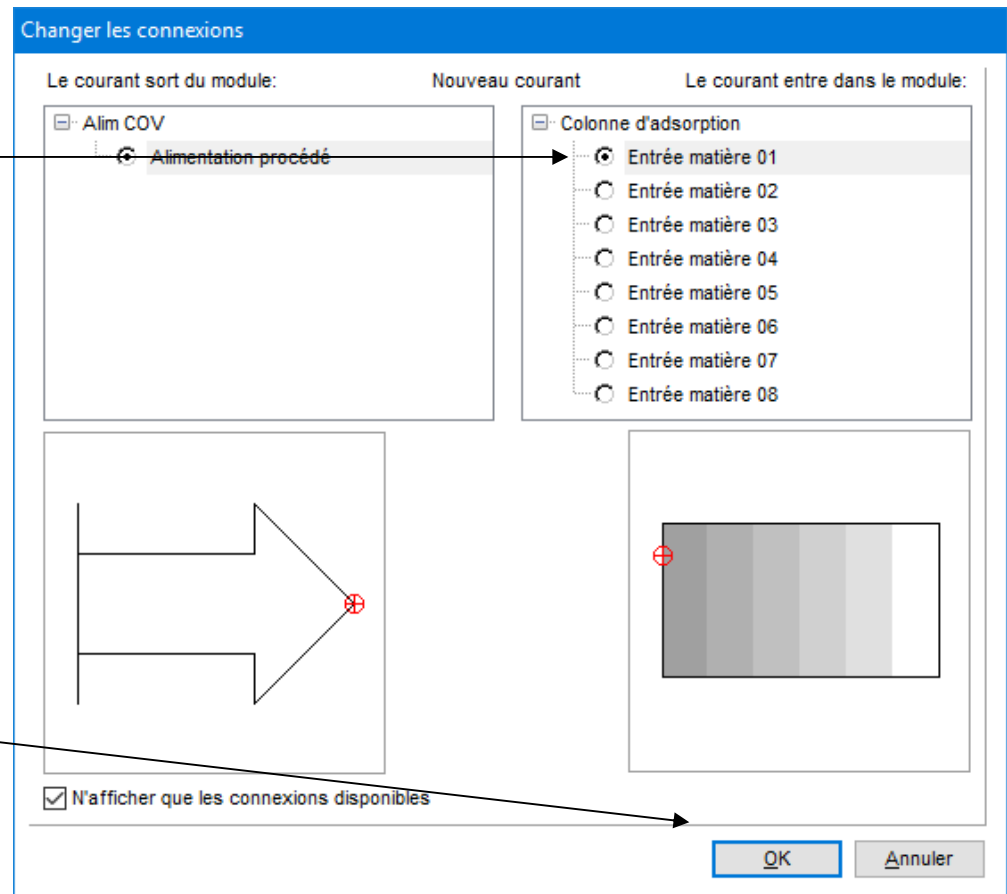 Changer les connexions
Le courant sort du module: Nouveau courant Le courant entre dans le module:
Alim COV
Alimentation procédé
Colonne d'adsorption
Entrée matière 01
Entrée matière 02
Entrée matière 03
Entrée matière 04
Entrée matière 05
Entrée matière 06
Entrée matière 07
Entrée matière 08
N'afficher que les connexions disponibles
OK Annuler